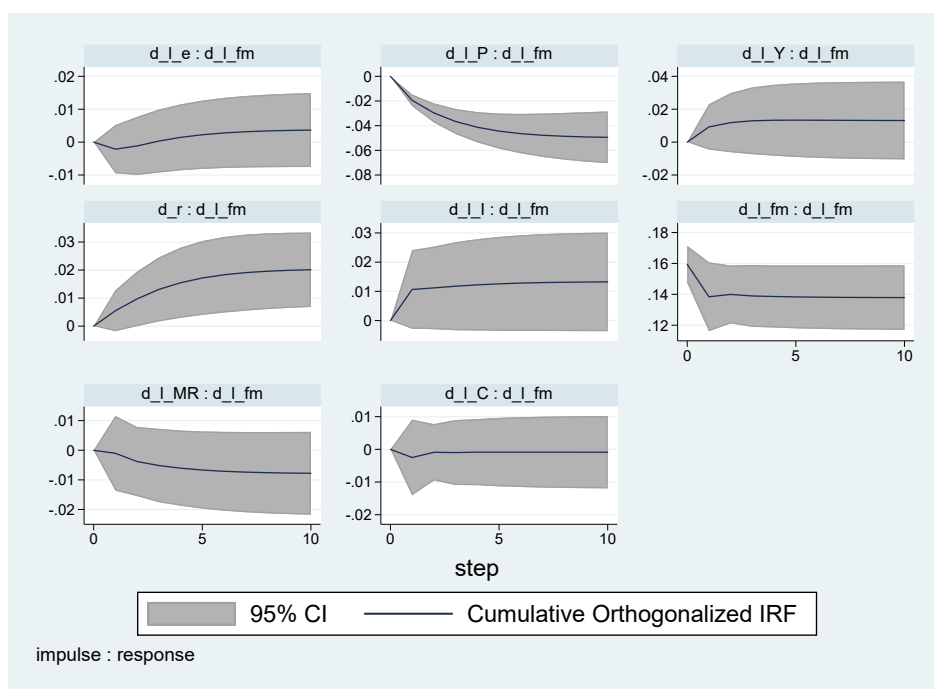 d_l_e : d_l_fm
.02
.01
0
-.01
d_l_P : d_l_fm
0
-.02
-.04
-.06
-.08
d_l_Y : d_l_fm
.04
.02
0
-.02
d_r : d_l_fm
.03
.02
.01
0
d_l_I : d_l_fm
.03
.02
.01
0
d_l_fm : d_l_fm
.18
.16
.14
.12
0 5 10
d_l_MR : d_l_fm
.01
0
-.01
-.02
0 5 10
d_l_C : d_l_fm
.01
0
-.01
-.02
0 5 10
step
95% CI Cumulative Orthogonalized IRF
impulse : response